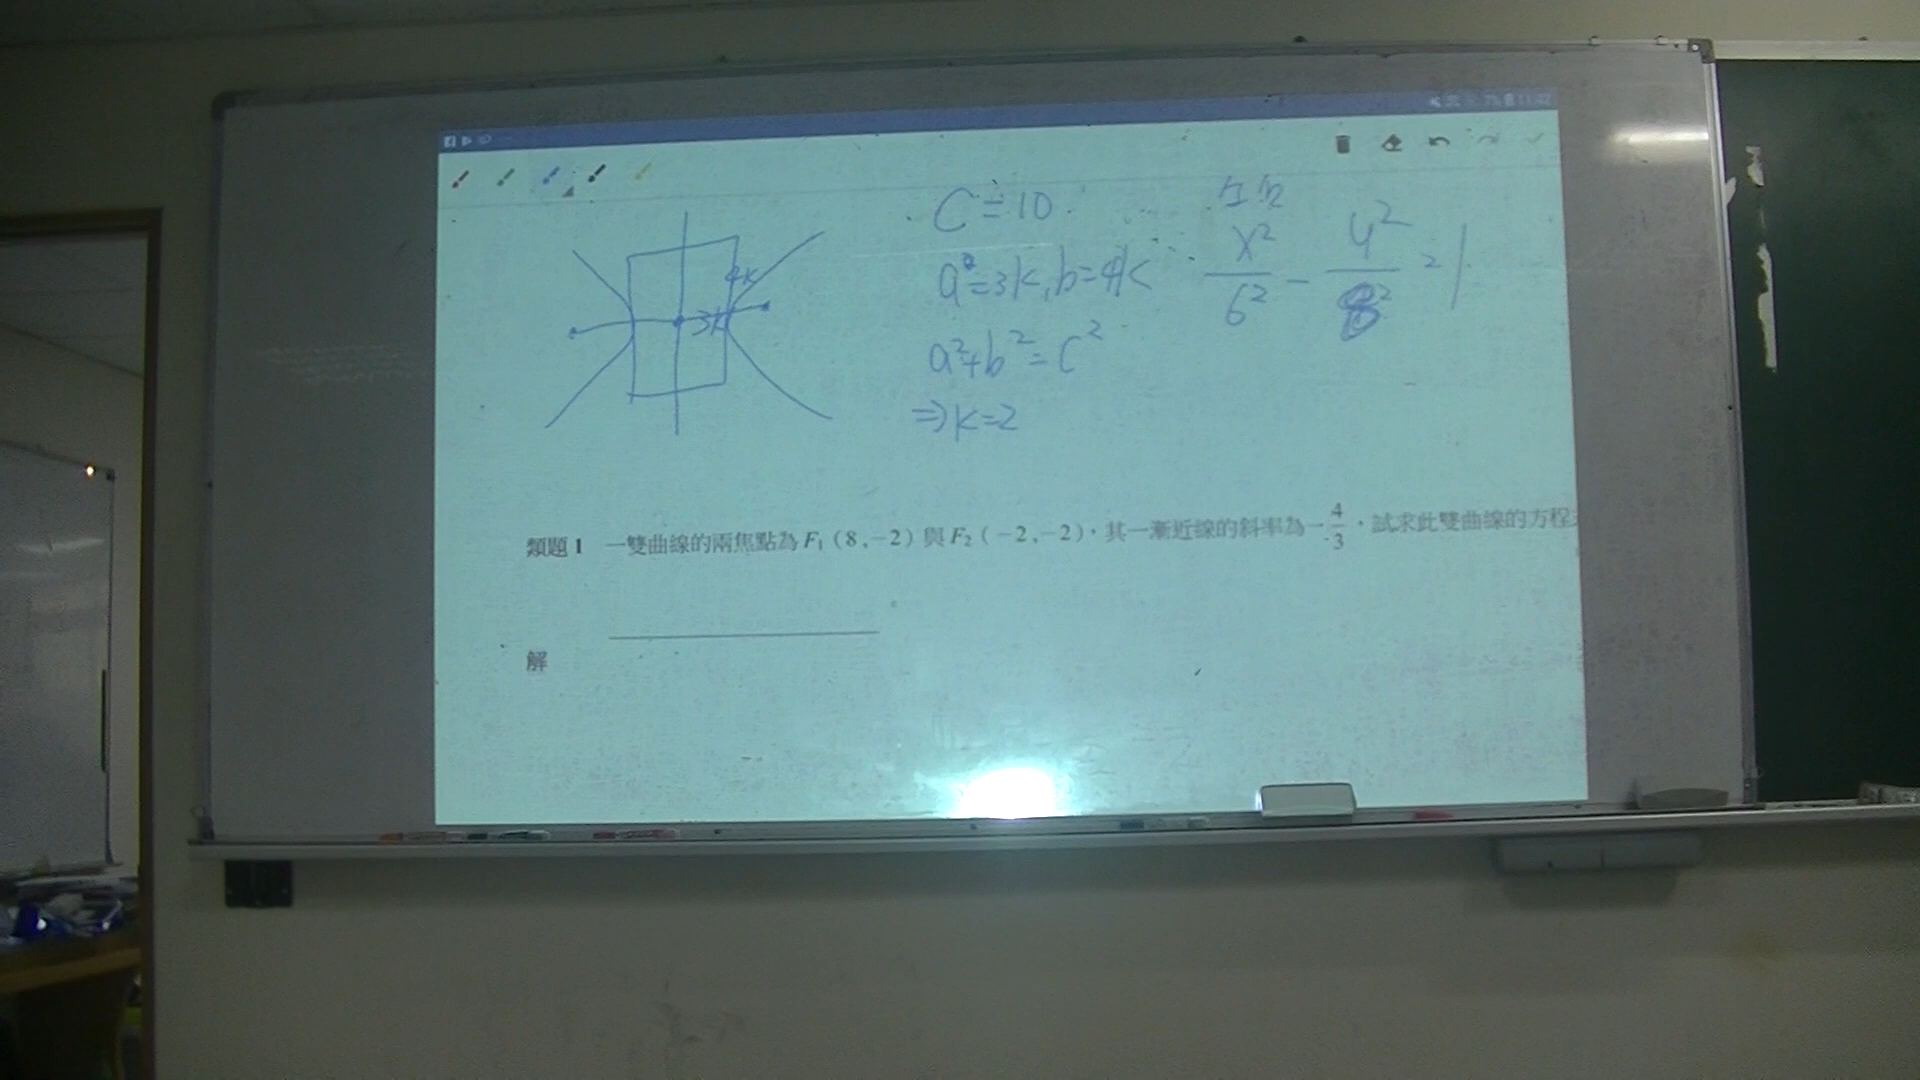 C=10
a=3k, b=4k
a²+b²=c²
⇒k=2
x²/6² - y²/8² = 1
4k
3k
類題 1 一雙曲線的兩焦點為 F₁ ( 8 , −2 ) 與 F₂ ( −2 , −2 )，其一漸近線的斜率為 −4/3，試求此雙曲線的方程
解